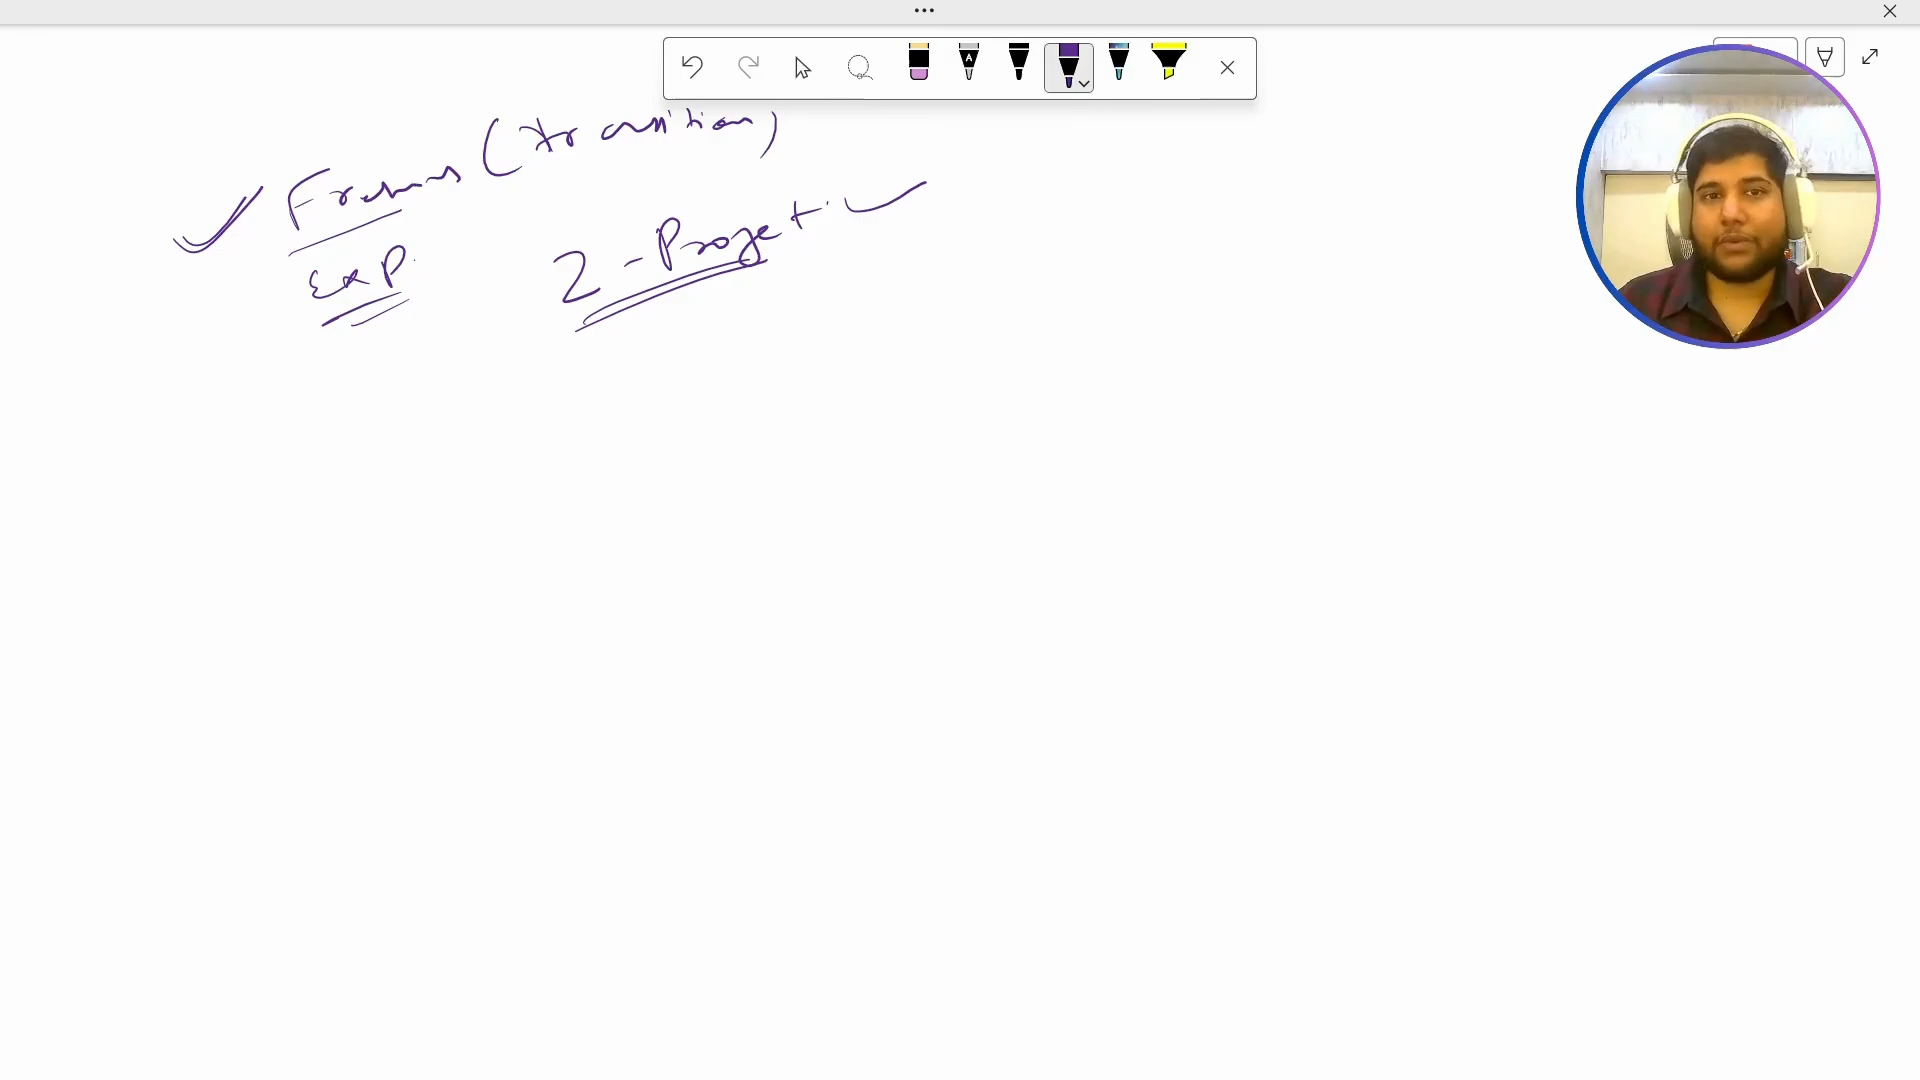 Freshers (transition)
Exp.
2-Project
A